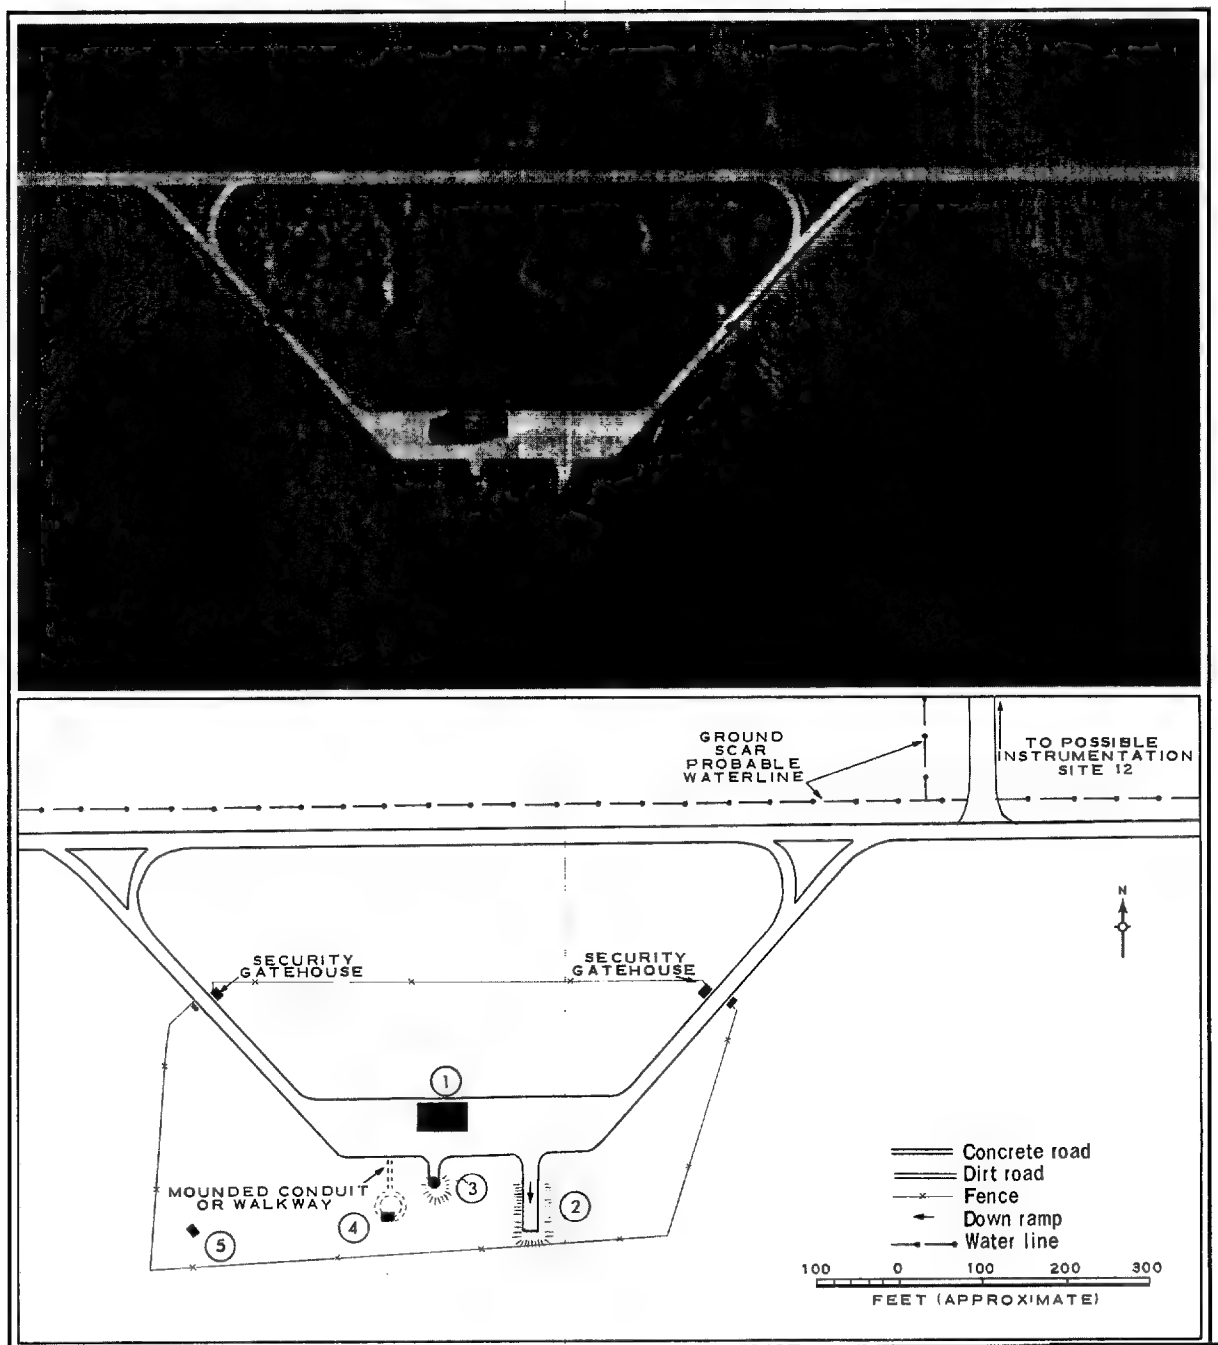 GROUND
SCAR
PROBABLE
WATERLINE
TO POSSIBLE
INSTRUMENTATION
SITE 12
N
SECURITY
GATEHOUSE
SECURITY
GATEHOUSE
1
MOUNDED CONDUIT
OR WALKWAY
3
2
4
5
Concrete road
Dirt road
Fence
Down ramp
Water line
100 0 100 200 300
FEET (APPROXIMATE)